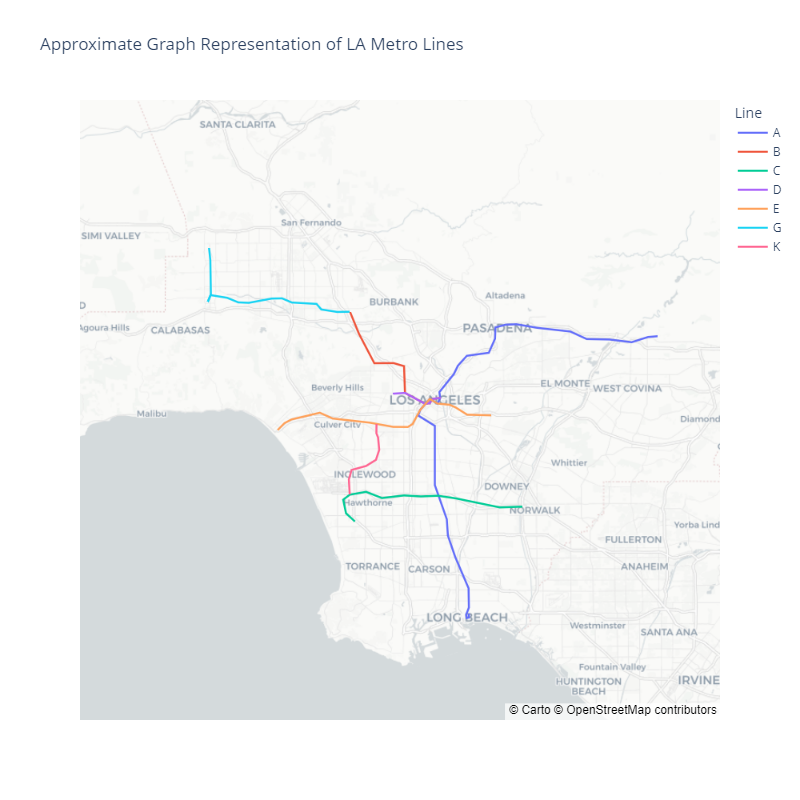 Approximate Graph Representation of LA Metro Lines
Line
A
B
C
D
E
G
K
SANTA CLARITA
San Fernando
SIMI VALLEY
Altadena
D
BURBANK
Agoura Hills
CALABASAS
PASADENA
Beverly Hills
EL MONTE
WEST COVINA
LOS ANGELES
Malibu
Culver City
Diamond
Whittier
INGLEWOOD
DOWNEY
Hawthorne
NORWALK
Yorba Lind
FULLERTON
TORRANCE
CARSON
ANAHEIM
LONG BEACH
Westminster
SANTA ANA
Fountain Valley
HUNTINGTON
BEACH
IRVINE
© Carto © OpenStreetMap contributors